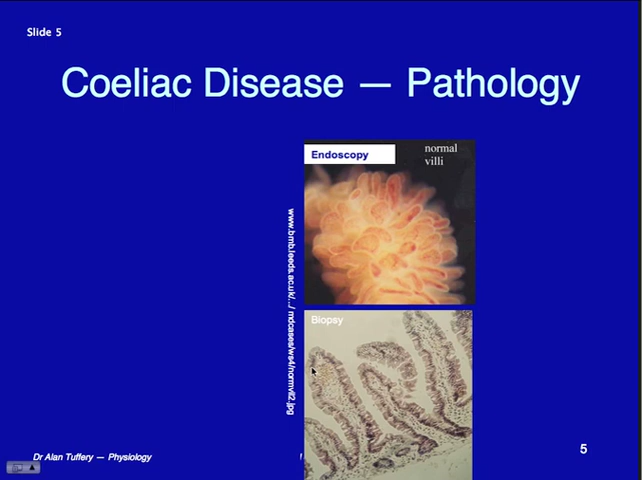 Slide 5
Coeliac Disease — Pathology
Endoscopy
normal
villi
www.bmb.leeds.ac.uk/.../ mdcases/ws4/normvil2.jpg
Biopsy
Dr Alan Tuffery — Physiology
5